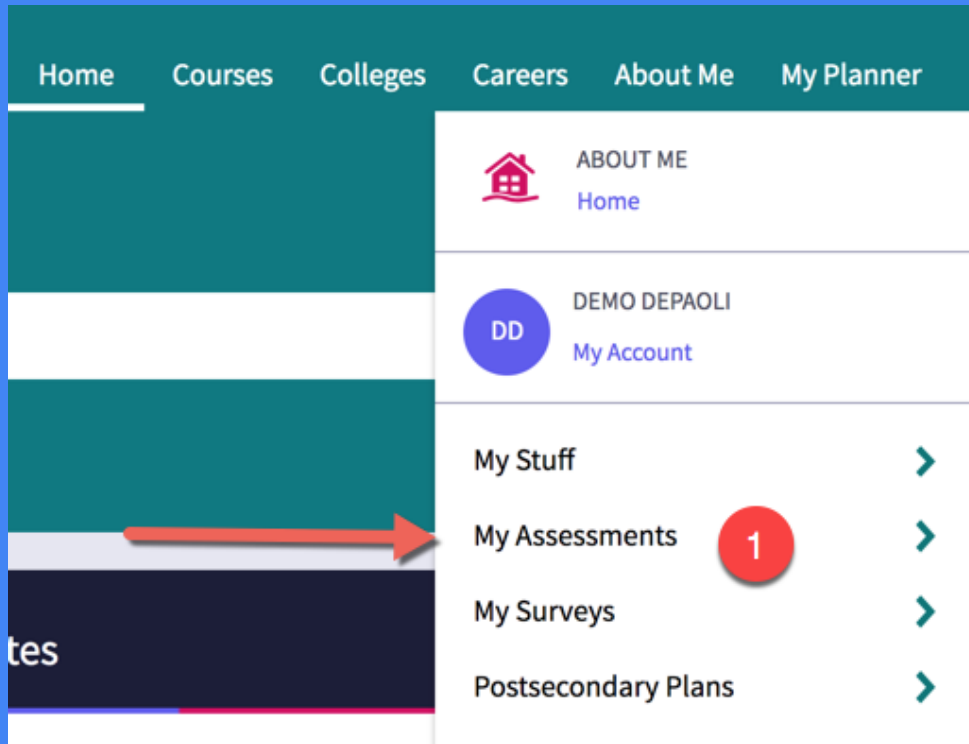 Home Courses Colleges Careers About Me My Planner
ABOUT ME
Home
DD
DEMO DEPAOLI
My Account
My Stuff
My Assessments 1
My Surveys
tes
Postsecondary Plans